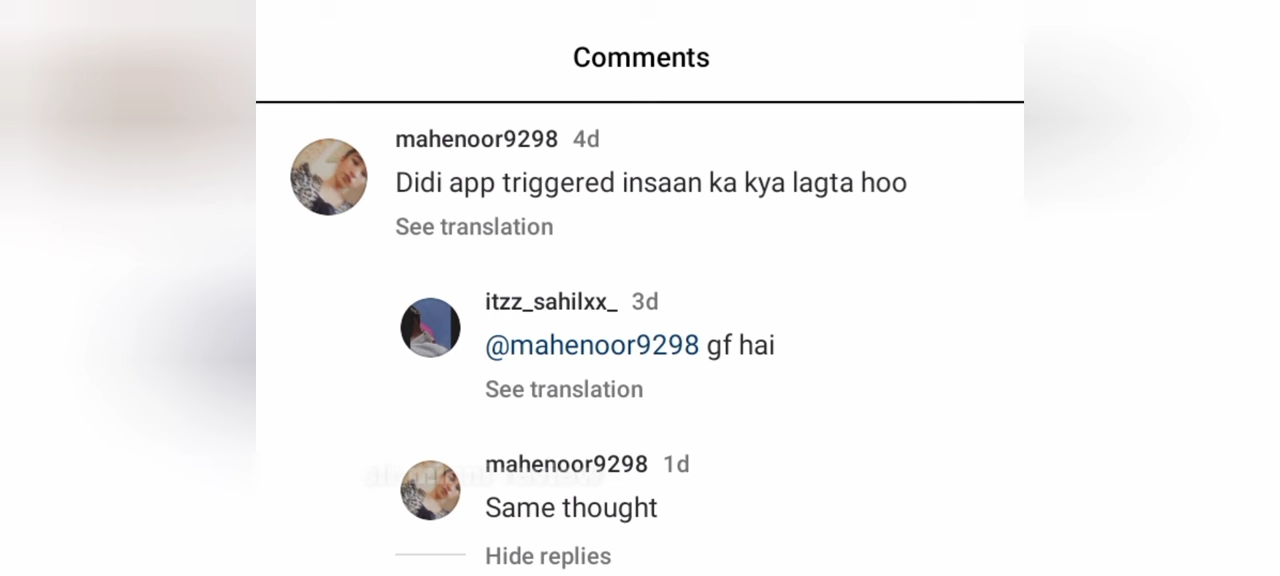 Comments
mahenoor9298 4d
Didi app triggered insaan ka kya lagta hoo
See translation
itzz_sahilxx_ 3d
@mahenoor9298 gf hai
See translation
mahenoor9298 1d
Same thought
Hide replies